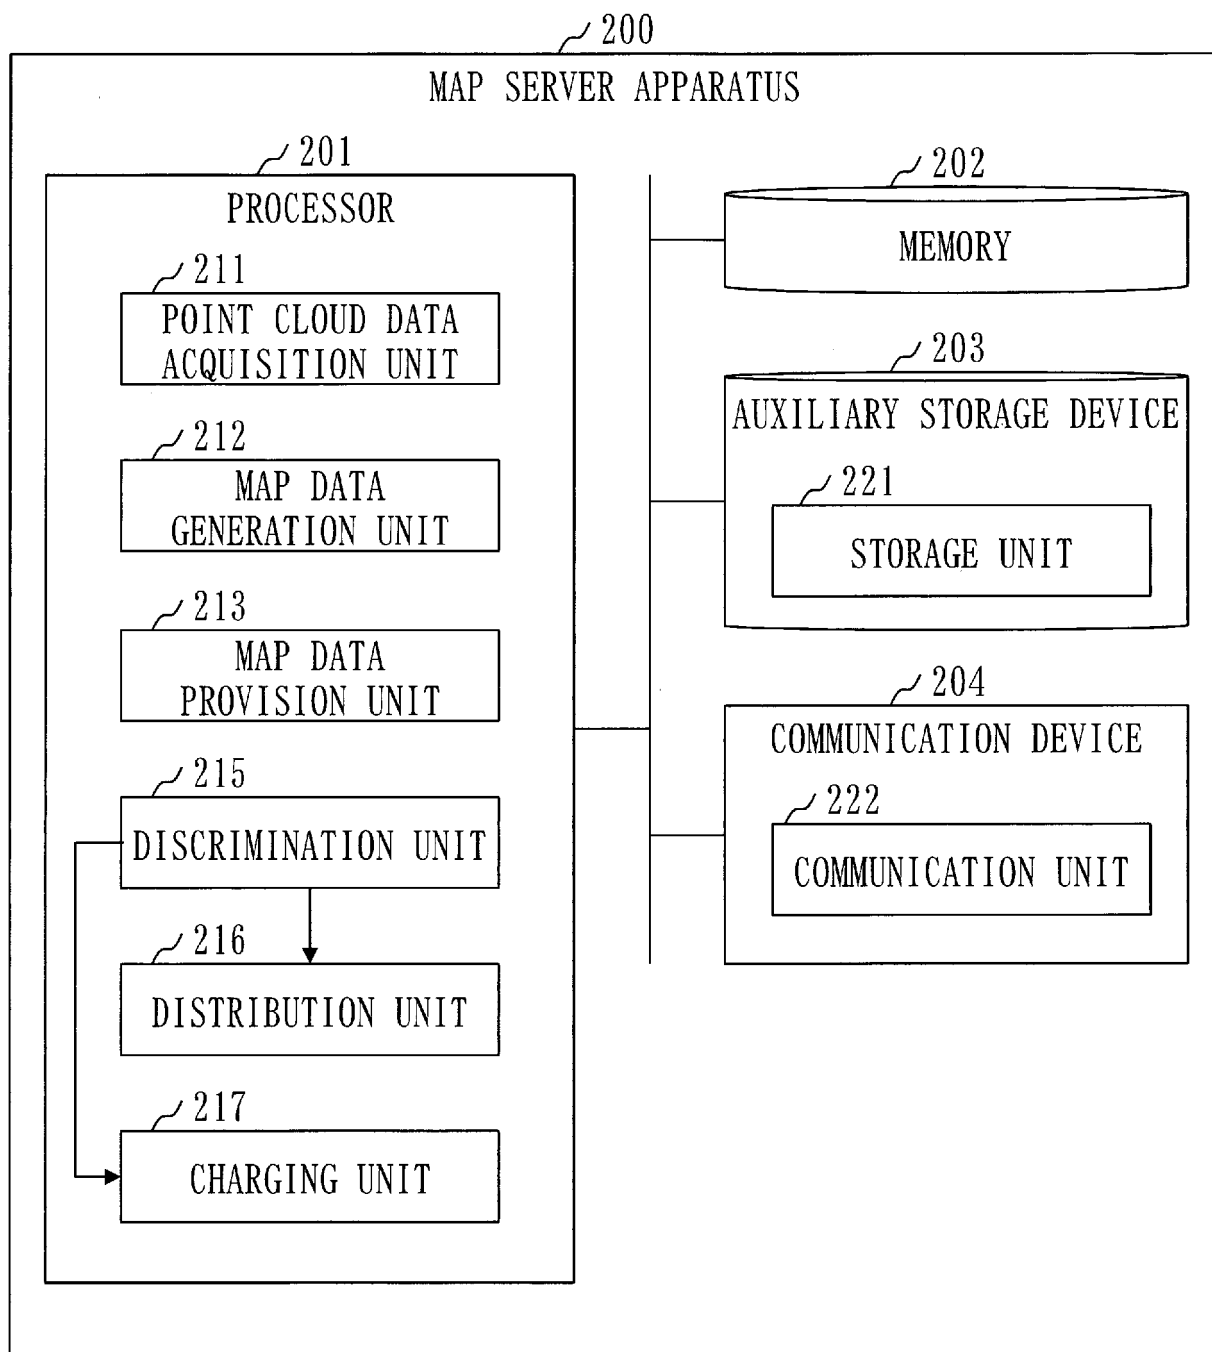 200
MAP SERVER APPARATUS
201
PROCESSOR
211
POINT CLOUD DATA
ACQUISITION UNIT
212
MAP DATA
GENERATION UNIT
213
MAP DATA
PROVISION UNIT
215
DISCRIMINATION UNIT
216
DISTRIBUTION UNIT
217
CHARGING UNIT
202
MEMORY
203
AUXILIARY STORAGE DEVICE
221
STORAGE UNIT
204
COMMUNICATION DEVICE
222
COMMUNICATION UNIT